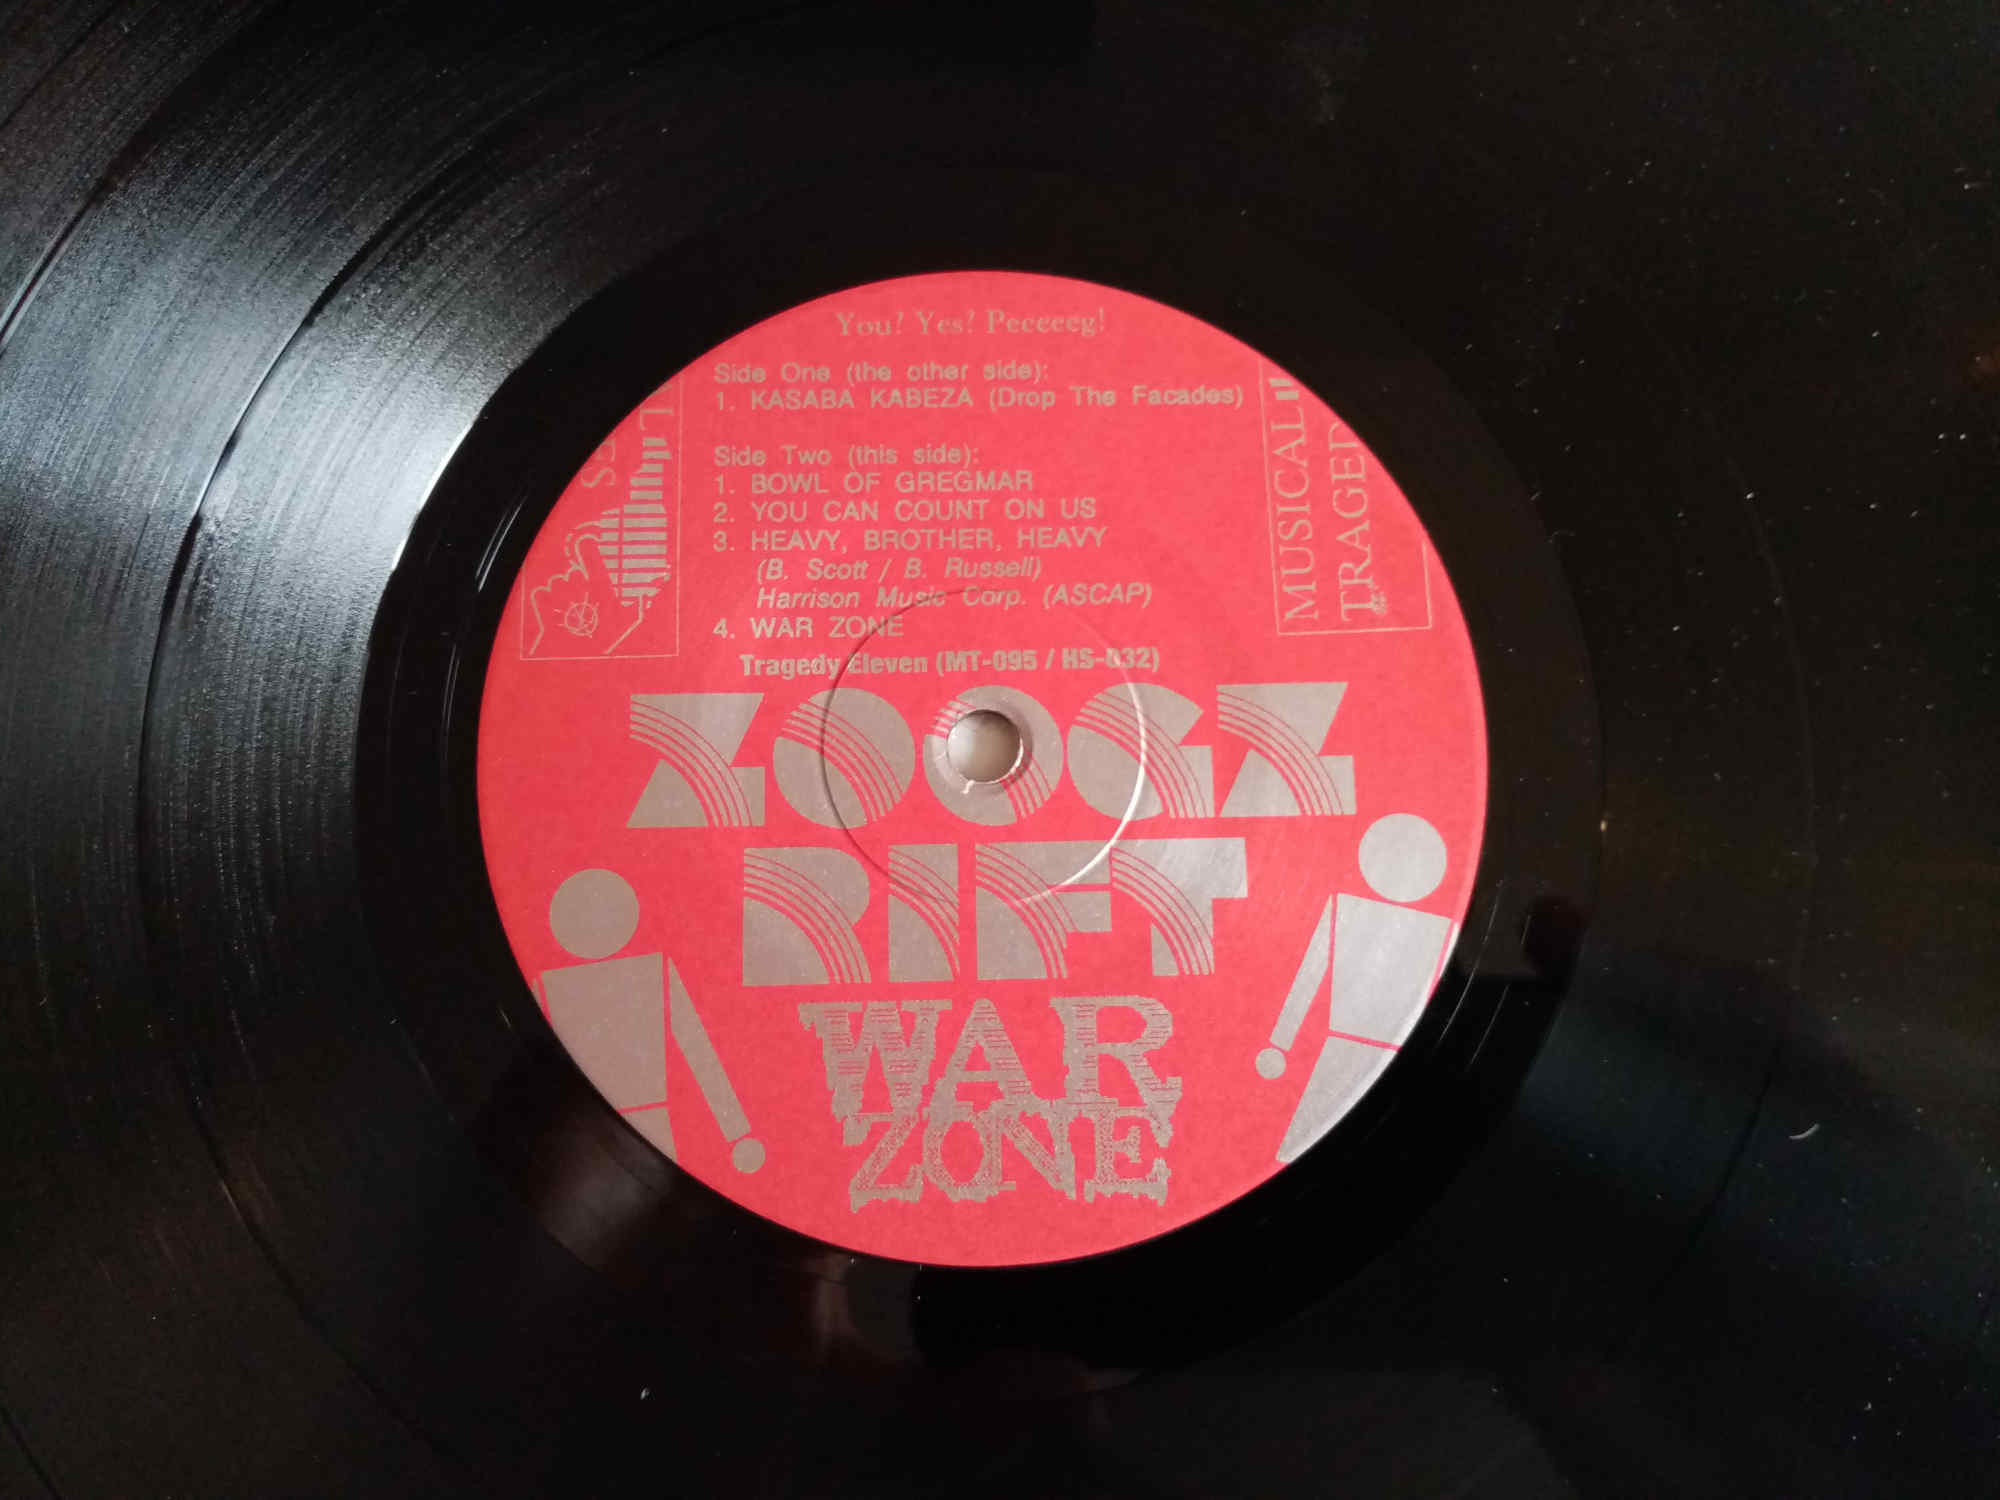 You? Yes? Peeeeeg!
Side One (the other side):
1. KASABA KABEZA (Drop The Facades)
Side Two (this side):
1. BOWL OF GREGMAR
2. YOU CAN COUNT ON US
3. HEAVY, BROTHER, HEAVY
(B. Scott / B. Russell)
Harrison Music Corp. (ASCAP)
4. WAR ZONE
Tragedy Eleven (MT-095 / HS-032)
MUSICAL
TRAGED
ZOOGZ
RIFT
WAR
ZONE